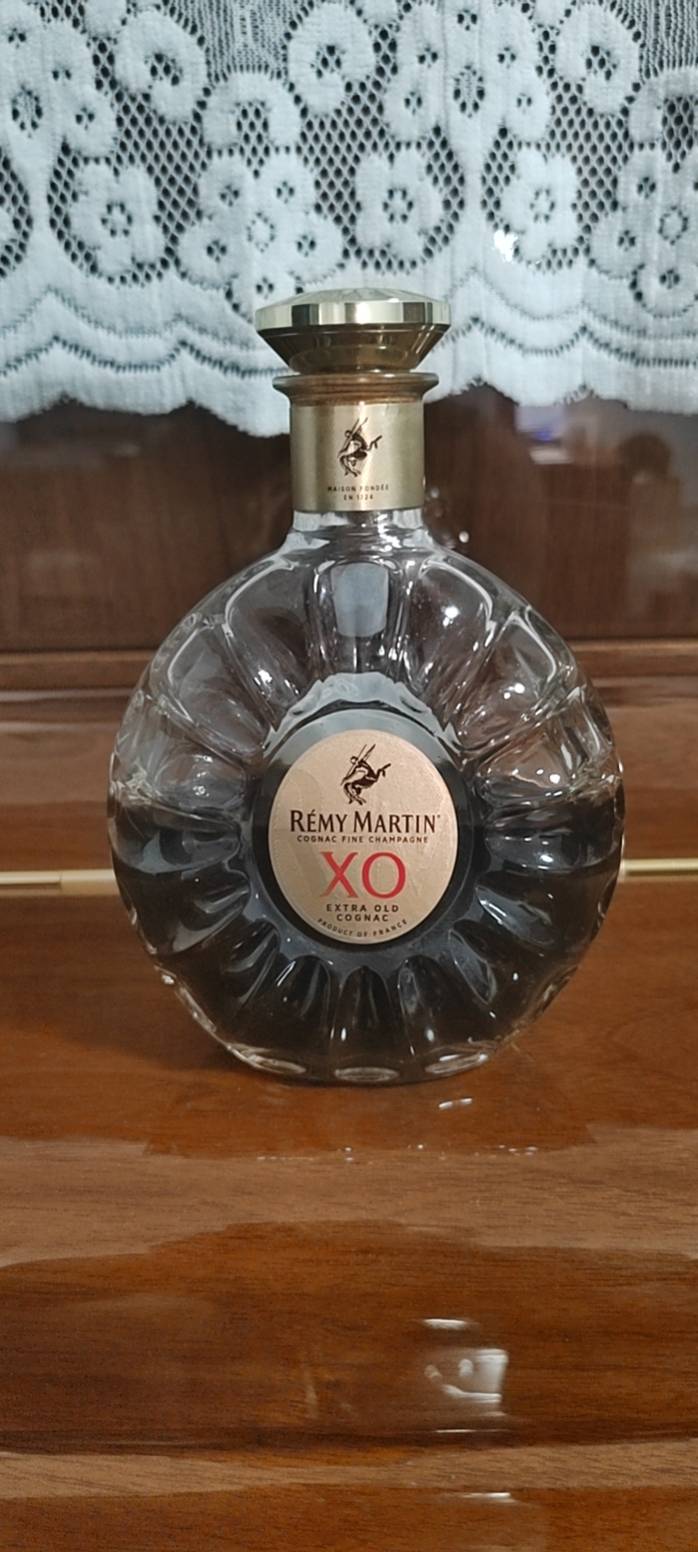 MAISON FONDÉE
EN 1724
RÉMY MARTIN
COGNAC FINE CHAMPAGNE
XO
EXTRA OLD
COGNAC
PRODUCT OF FRANCE